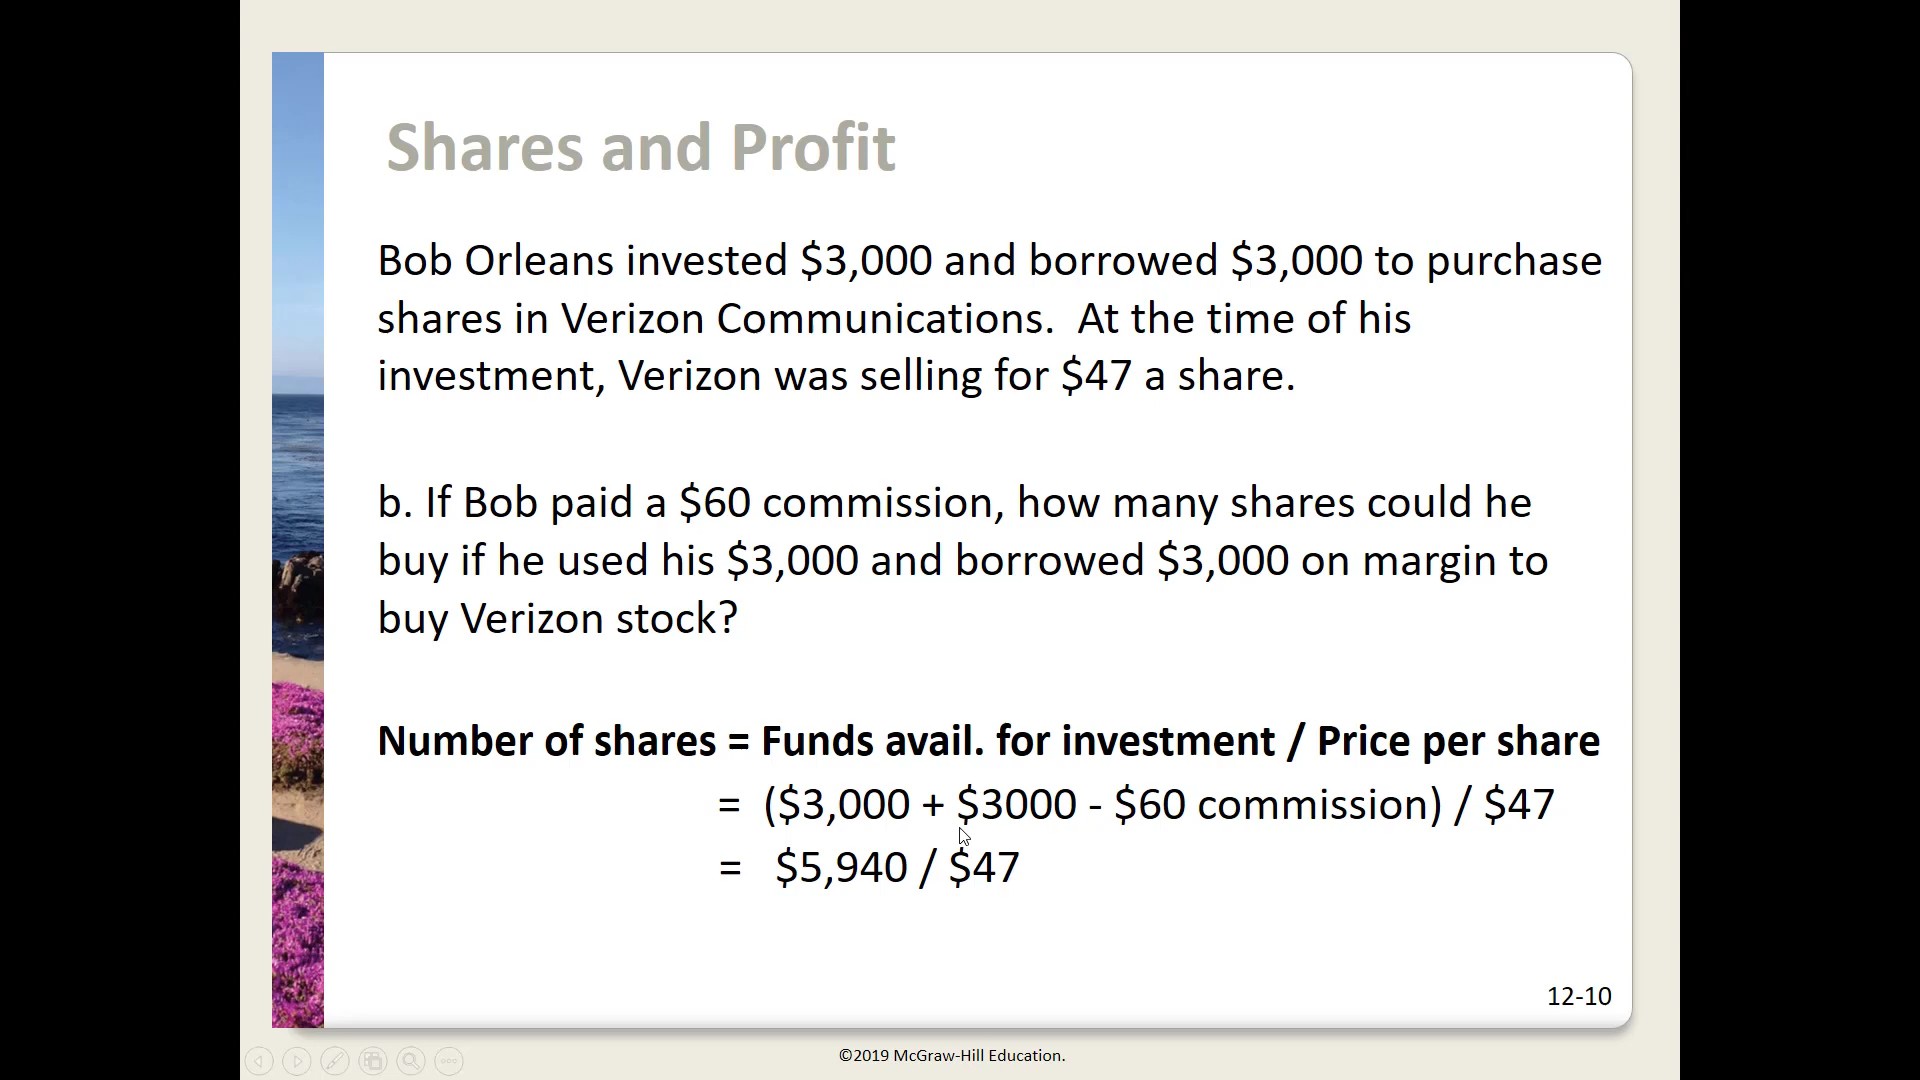 Shares and Profit
Bob Orleans invested $3,000 and borrowed $3,000 to purchase
shares in Verizon Communications.  At the time of his
investment, Verizon was selling for $47 a share.
b. If Bob paid a $60 commission, how many shares could he
buy if he used his $3,000 and borrowed $3,000 on margin to
buy Verizon stock?
Number of shares = Funds avail. for investment / Price per share
= ($3,000 + $3000 - $60 commission) / $47
= $5,940 / $47
12-10
©2019 McGraw-Hill Education.